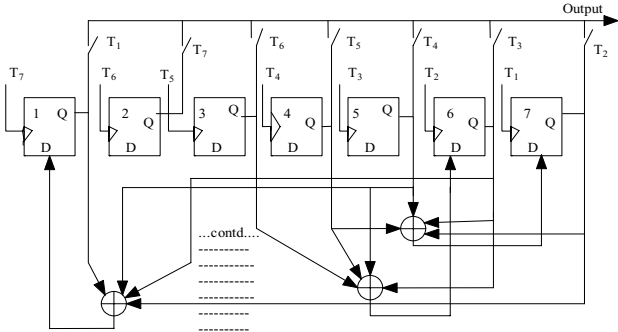 Output
T1 T7 T6 T5 T4 T3 T2
T7 T6 T5 T4 T3 T2 T1
1 Q 2 Q 3 Q 4 Q 5 Q 6 Q 7 Q
D D D D D D D
...contd....
----------
----------
----------
----------
----------
----------